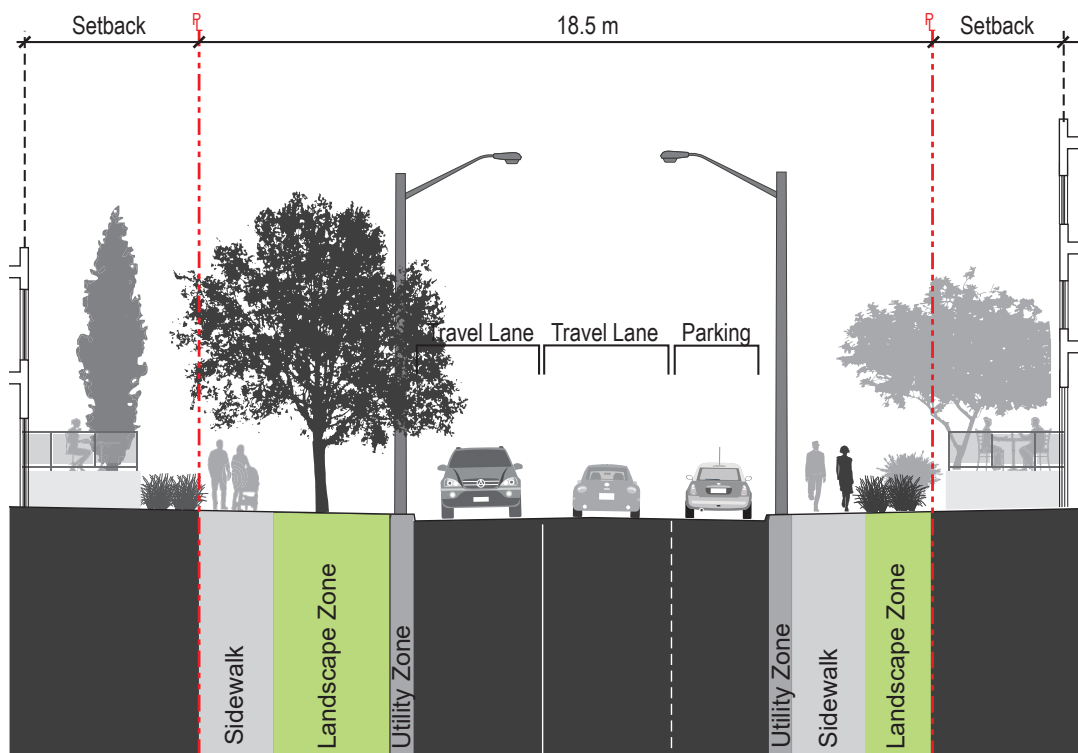 Setback
PL
18.5 m
PL
Setback
Travel Lane
Travel Lane
Parking
Sidewalk
Landscape Zone
Utility Zone
Utility Zone
Sidewalk
Landscape Zone